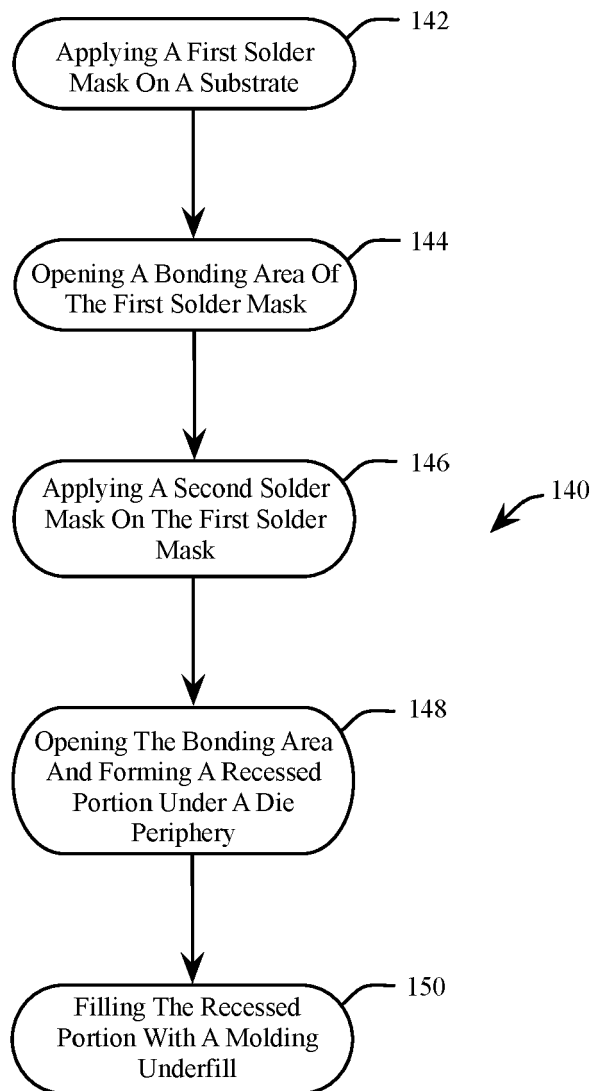 142
Applying A First Solder
Mask On A Substrate
144
Opening A Bonding Area Of
The First Solder Mask
146
Applying A Second Solder
Mask On The First Solder
Mask
140
148
Opening The Bonding Area
And Forming A Recessed
Portion Under A Die
Periphery
150
Filling The Recessed
Portion With A Molding
Underfill